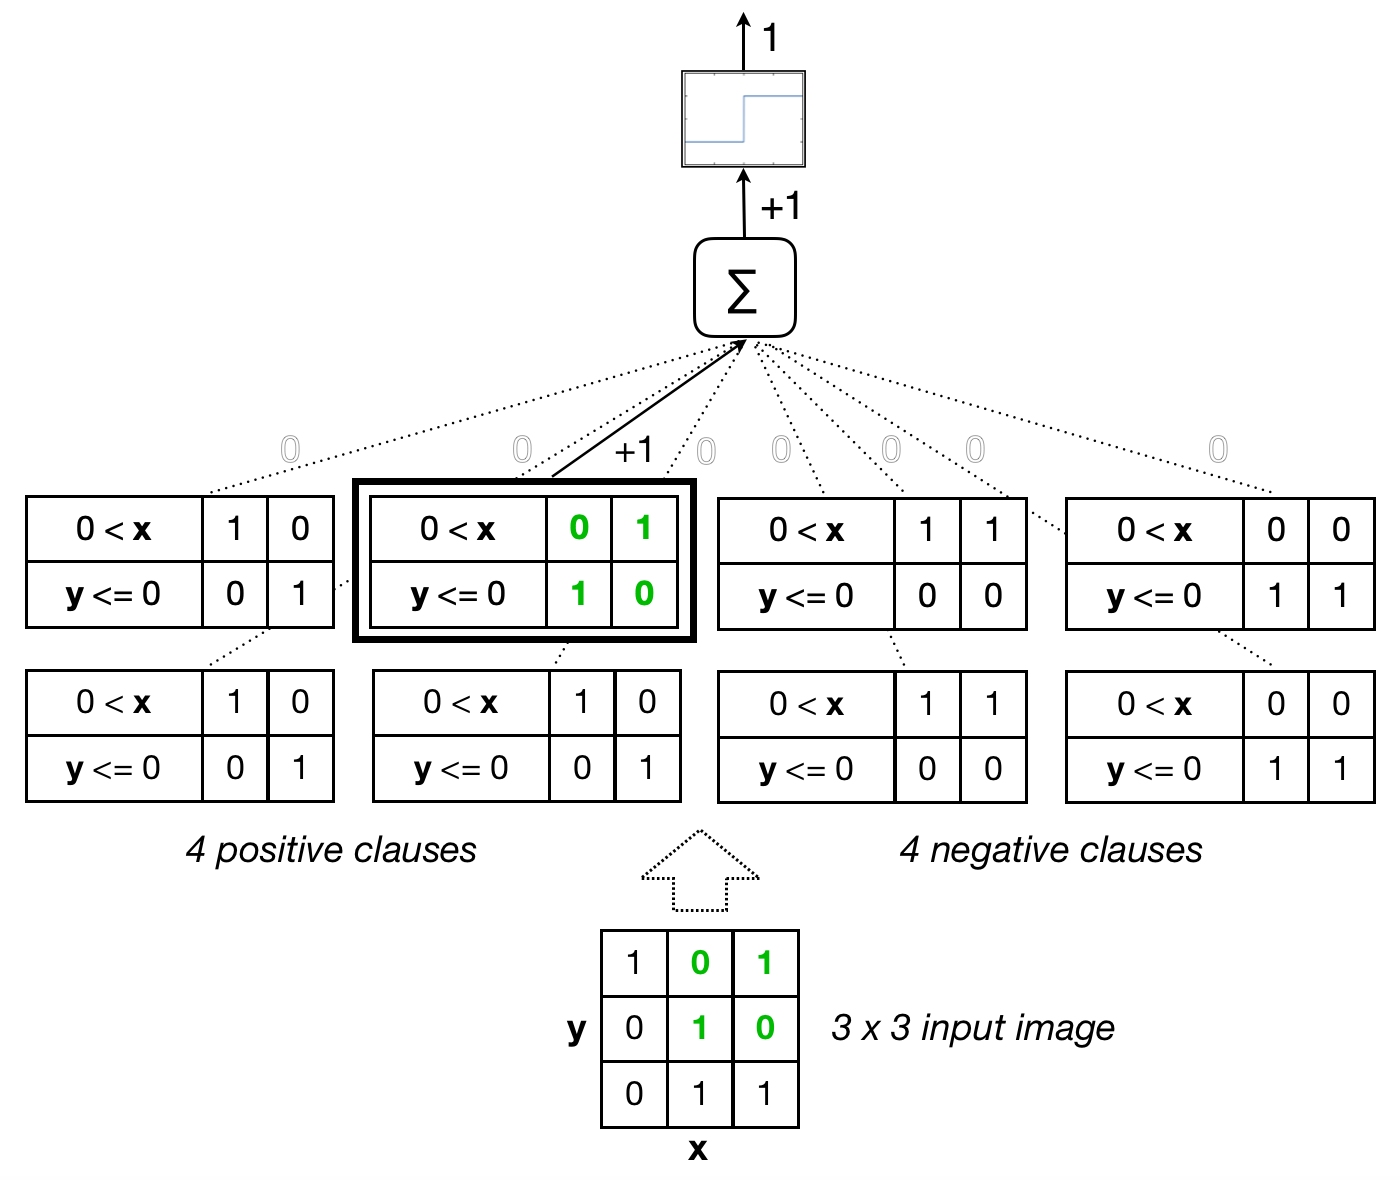 1
+1
∑
0 0 +1 0 0 0 0 0
0 < x 1 0 0 < x 0 1 0 < x 1 1 0 < x 0 0
y <= 0 0 1 y <= 0 1 0 y <= 0 0 0 y <= 0 1 1
0 < x 1 0 0 < x 1 0 0 < x 1 1 0 < x 0 0
y <= 0 0 1 y <= 0 0 1 y <= 0 0 0 y <= 0 1 1
4 positive clauses 4 negative clauses
1 0 1
y 0 1 0 3 x 3 input image
0 1 1
x